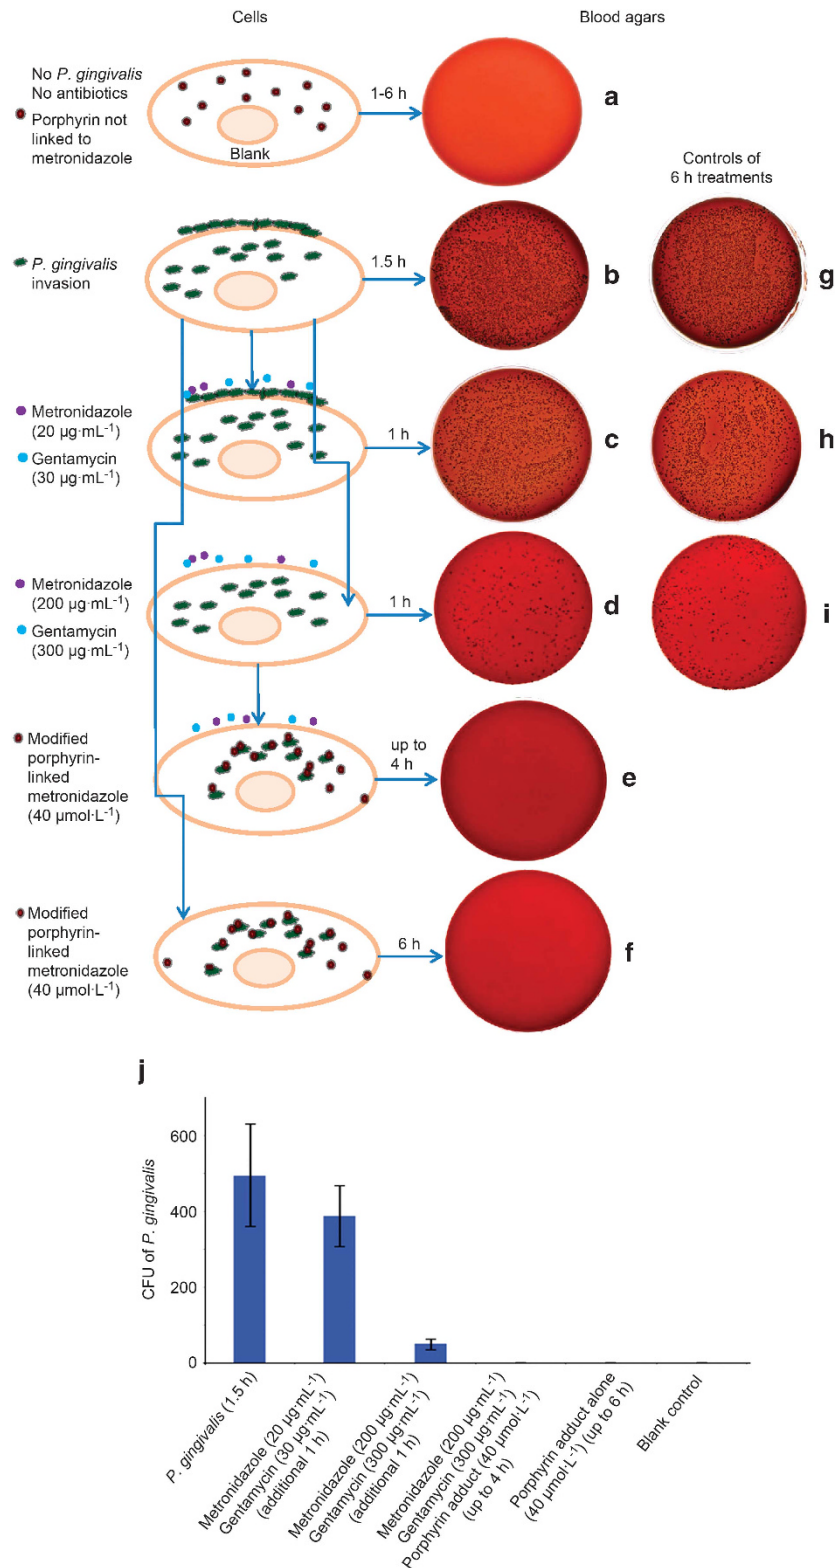 Cells
Blood agars
No P. gingivalis
No antibiotics
Porphyrin not
linked to
metronidazole
Blank
1-6 h
a
Controls of
6 h treatments
P. gingivalis
invasion
1.5 h
b
g
Metronidazole
(20 µg·mL⁻¹)
Gentamycin
(30 µg·mL⁻¹)
1 h
c
h
Metronidazole
(200 µg·mL⁻¹)
Gentamycin
(300 µg·mL⁻¹)
1 h
d
i
Modified
porphyrin-
linked
metronidazole
(40 µmol·L⁻¹)
up to
4 h
e
Modified
porphyrin-
linked
metronidazole
(40 µmol·L⁻¹)
6 h
f
j
CFU of P. gingivalis
600
400
200
0
P. gingivalis (1.5 h)
Metronidazole (20 µg·mL⁻¹)
Gentamycin (30 µg·mL⁻¹)
(additional 1 h)
Metronidazole (200 µg·mL⁻¹)
Gentamycin (300 µg·mL⁻¹)
(additional 1 h)
Metronidazole (200 µg·mL⁻¹)
Gentamycin (300 µg·mL⁻¹)
Porphyrin adduct (40 µmol·L⁻¹)
(up to 4 h)
Porphyrin adduct alone
(40 µmol·L⁻¹) (up to 6 h)
Blank control